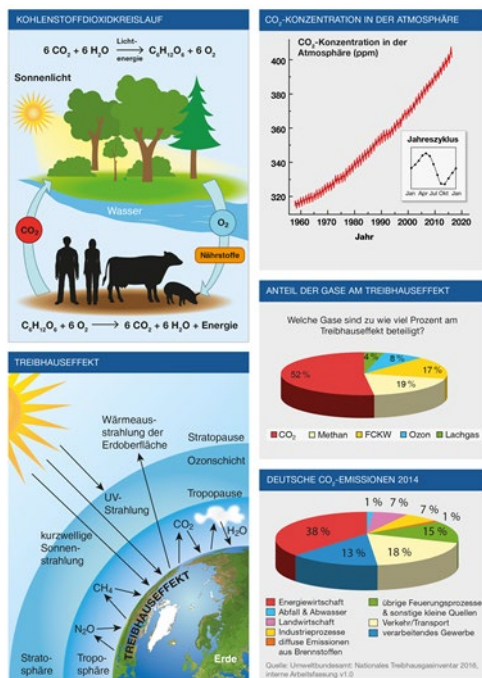 KOHLENSTOFFDIOXIDKREISLAUF
6 CO₂ + 6 H₂O Licht-energie → C₆H₁₂O₆ + 6 O₂
Sonnenlicht
Wasser
CO₂
O₂
Nährstoffe
C₆H₁₂O₆ + 6 O₂ → 6 CO₂ + 6 H₂O + Energie
TREIBHAUSEFFEKT
Wärmeaus-
strahlung der
Erdoberfläche
Stratopause
Ozonschicht
Tropopause
UV-
Strahlung
kurzwellige
Sonnen-
strahlung
CO₂
H₂O
CH₄
N₂O
TREIBHAUSEFFEKT
Strato-
sphäre
Tropo-
sphäre
Erde
CO₂-KONZENTRATION IN DER ATMOSPHÄRE
CO₂-Konzentration in der
Atmosphäre (ppm)
400
380
360
340
320
Jahreszyklus
Jan Apr Jul Okt Jan
1960 1970 1980 1990 2000 2010 2020
Jahr
ANTEIL DER GASE AM TREIBHAUSEFFEKT
Welche Gase sind zu wie viel Prozent am
Treibhauseffekt beteiligt?
4 %
8 %
52 %
17 %
19 %
CO₂ Methan FCKW Ozon Lachgas
DEUTSCHE CO₂-EMISSIONEN 2014
1 %
7 %
7 %
1 %
38 %
15 %
13 %
18 %
Energiewirtschaft
Abfall & Abwasser
Landwirtschaft
Industrieprozesse
diffuse Emissionen
aus Brennstoffen
übrige Feuerungsprozesse
& sonstige kleine Quellen
Verkehr/Transport
verarbeitendes Gewerbe
Quelle: Umweltbundesamt: Nationales Treibhausgasinventar 2016,
interne Arbeitsfassung v1.0